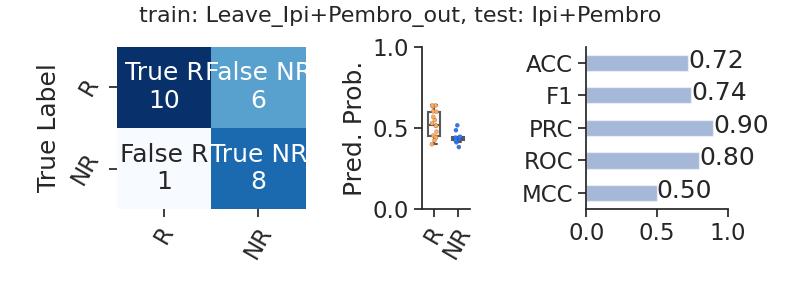 train: Leave_Ipi+Pembro_out, test: Ipi+Pembro
True Label
R
NR
True R
10
False NR
6
False R
1
True NR
8
R
NR
Pred. Prob.
1.0
0.5
0.0
R
NR
ACC
F1
PRC
ROC
MCC
0.72
0.74
0.90
0.80
0.50
0.0
0.5
1.0